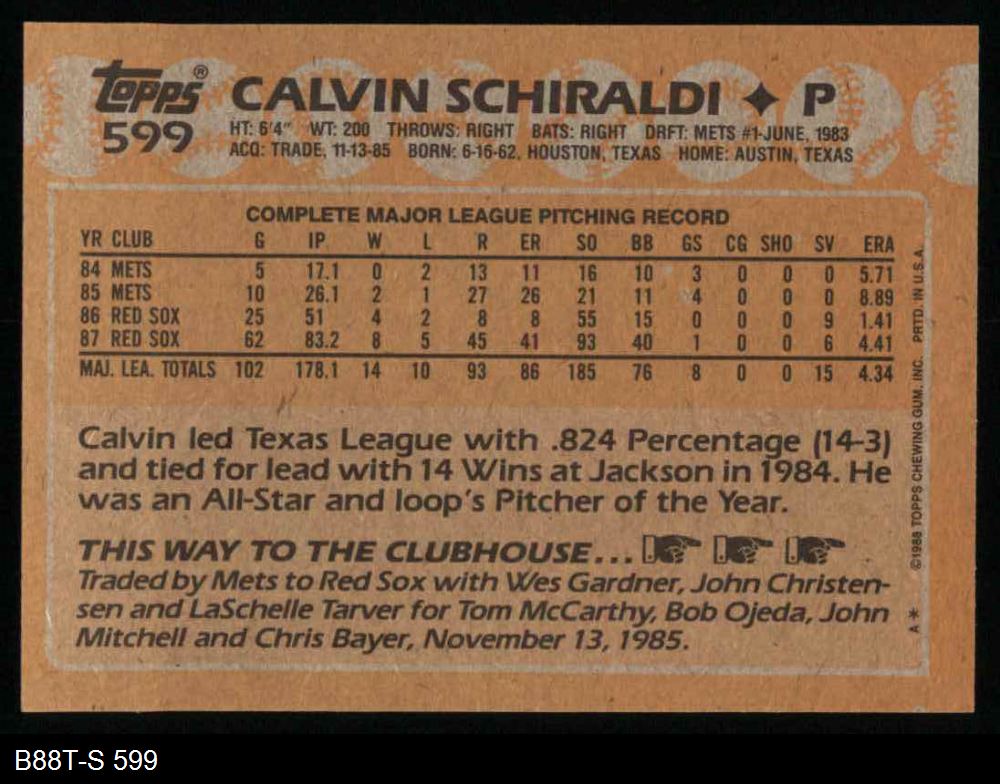 topps®
599
CALVIN SCHIRALDI ✦ P
HT: 6'4" WT: 200 THROWS: RIGHT BATS: RIGHT DRFT: METS #1-JUNE, 1983
ACQ: TRADE, 11-13-85 BORN: 6-16-62, HOUSTON, TEXAS HOME: AUSTIN, TEXAS
COMPLETE MAJOR LEAGUE PITCHING RECORD
YR CLUB G IP W L R ER SO BB GS CG SHO SV ERA
84 METS 5 17.1 0 2 13 11 16 10 3 0 0 0 5.71
85 METS 10 26.1 2 1 27 26 21 11 4 0 0 0 8.89
86 RED SOX 25 51 4 2 8 8 55 15 0 0 0 9 1.41
87 RED SOX 62 83.2 8 5 45 41 93 40 1 0 0 6 4.41
MAJ. LEA. TOTALS 102 178.1 14 10 93 86 185 76 8 0 0 15 4.34
Calvin led Texas League with .824 Percentage (14-3)
and tied for lead with 14 Wins at Jackson in 1984. He
was an All-Star and loop's Pitcher of the Year.
THIS WAY TO THE CLUBHOUSE...
Traded by Mets to Red Sox with Wes Gardner, John Christen-
sen and LaSchelle Tarver for Tom McCarthy, Bob Ojeda, John
Mitchell and Chris Bayer, November 13, 1985.
A* ©1988 TOPPS CHEWING GUM, INC. PRTD. IN U.S.A.
B88T-S 599